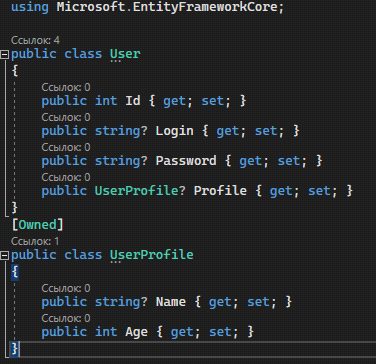 using Microsoft.EntityFrameworkCore;
Ссылок: 4
public class User
{
Ссылок: 0
public int Id { get; set; }
Ссылок: 0
public string? Login { get; set; }
Ссылок: 0
public string? Password { get; set; }
Ссылок: 0
public UserProfile? Profile { get; set; }
}
[Owned]
Ссылок: 1
public class UserProfile
{
Ссылок: 0
public string? Name { get; set; }
Ссылок: 0
public int Age { get; set; }
}